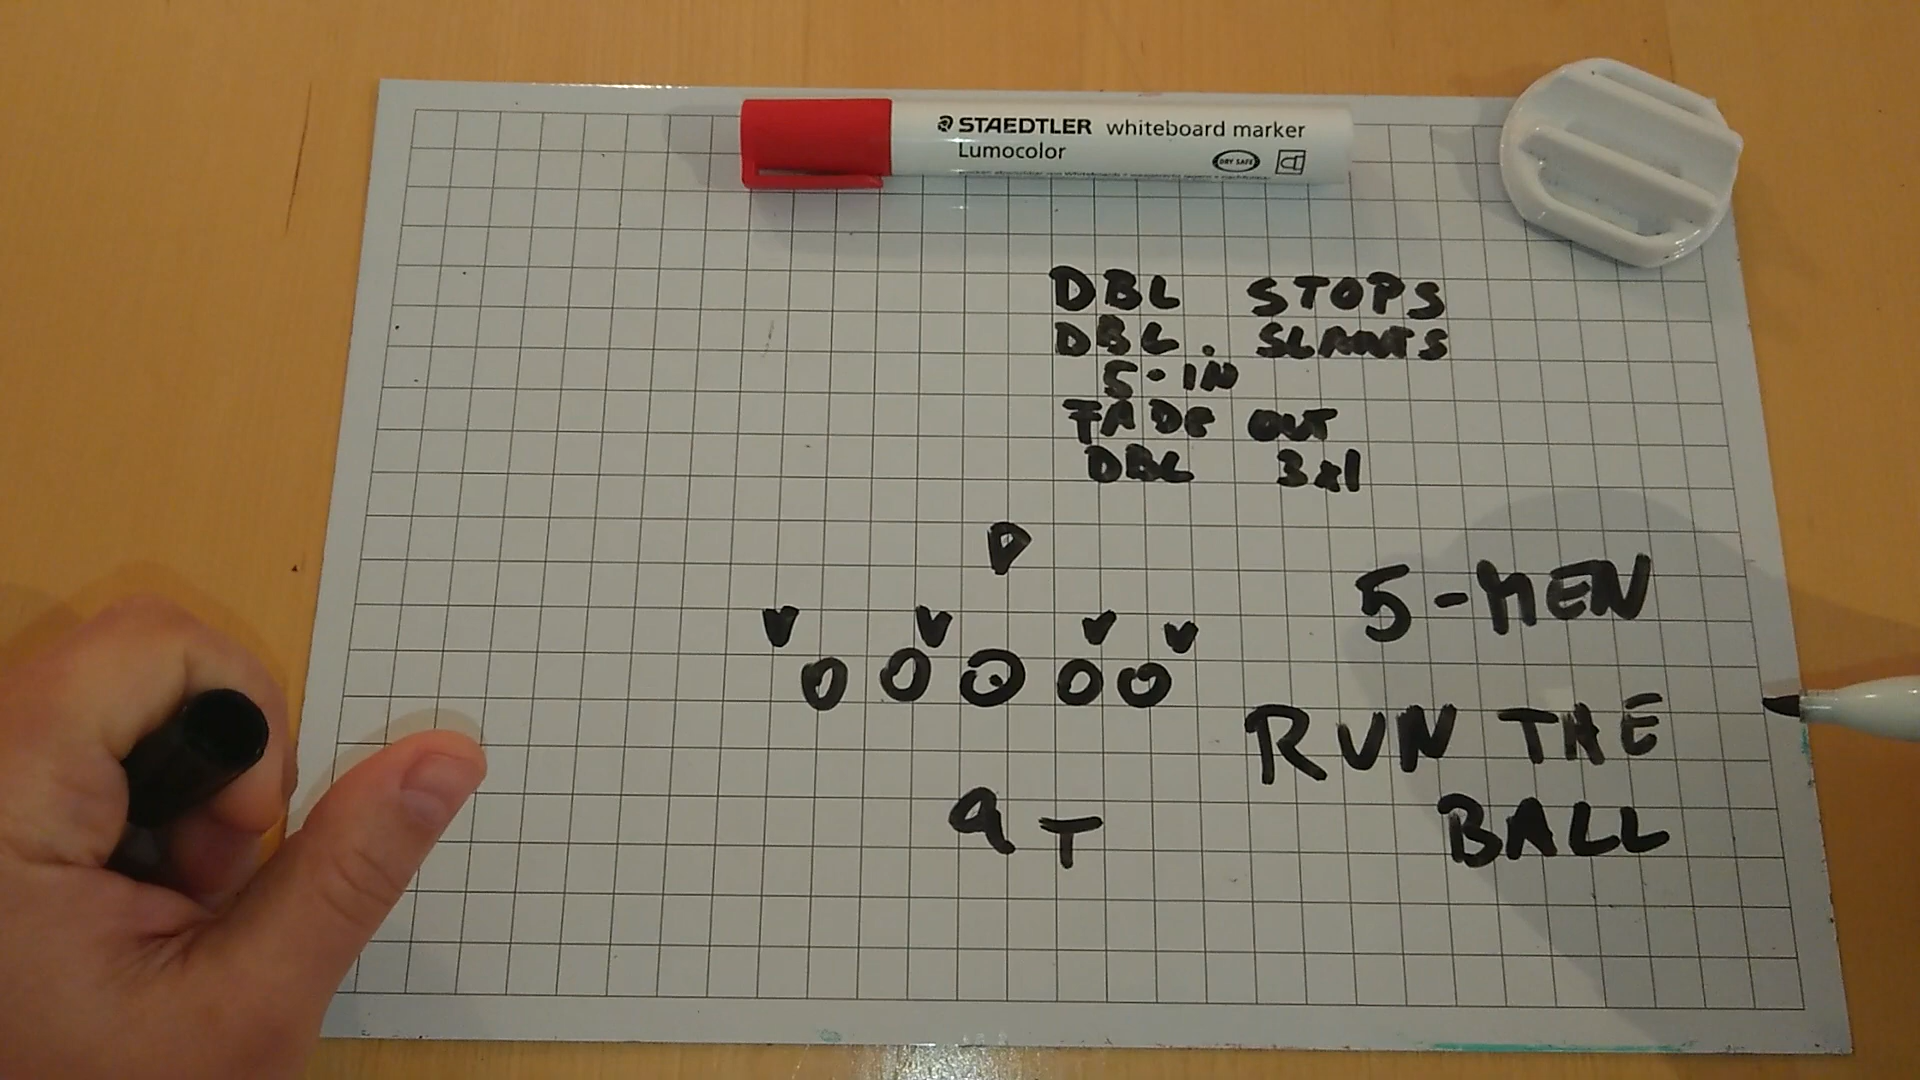 STAEDTLER whiteboard marker
Lumocolor
DRY SAFE
DBL STOPS
DBL. SLANTS
5-IN
FADE OUT
DBL 3x1
5-MEN
RUN THE
BALL
Q T